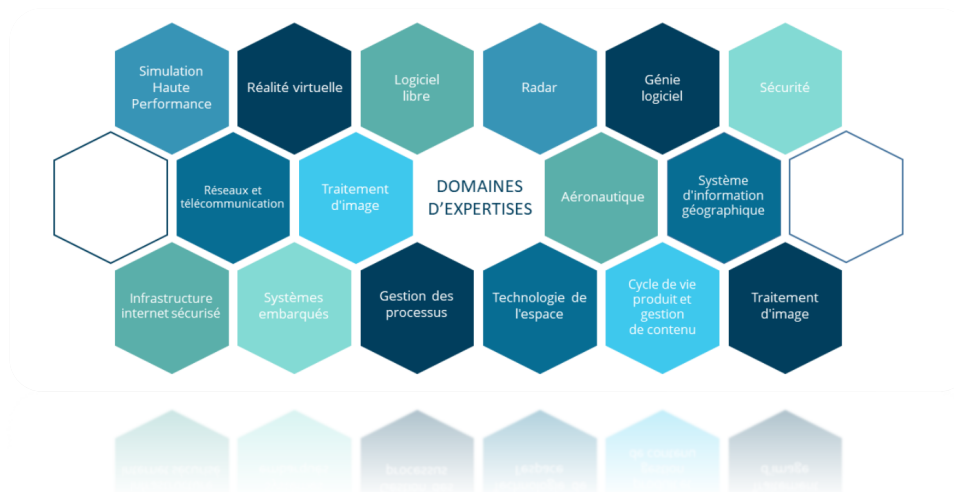 Simulation
Haute
Performance
Réalité virtuelle
Logiciel
libre
Radar
Génie
logiciel
Sécurité
Réseaux et
télécommunication
Traitement
d'image
DOMAINES
D’EXPERTISES
Aéronautique
Système
d'information
géographique
Infrastructure
internet sécurisé
Systèmes
embarqués
Gestion des
processus
Technologie de
l'espace
Cycle de vie
produit et
gestion
de contenu
Traitement
d'image